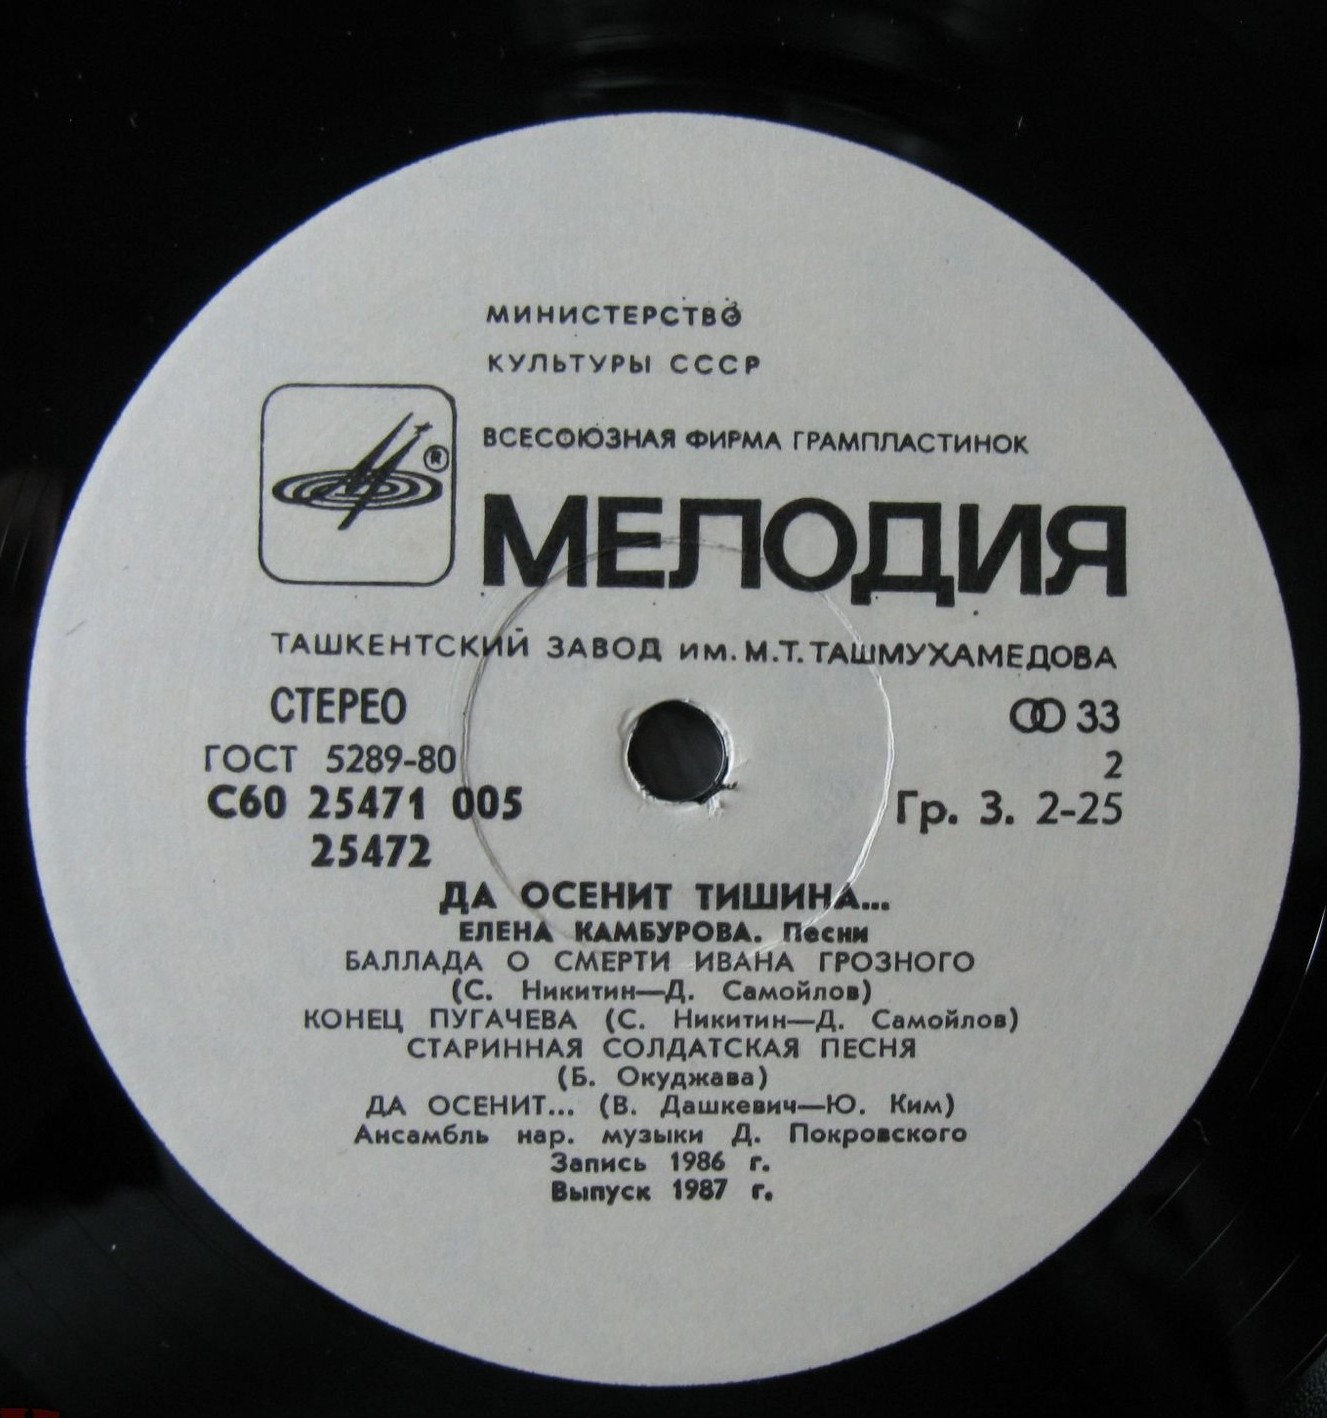 МИНИСТЕРСТВО
КУЛЬТУРЫ СССР
ВСЕСОЮЗНАЯ ФИРМА ГРАМПЛАСТИНОК
®
МЕЛОДИЯ
ТАШКЕНТСКИЙ ЗАВОД им. М.Т. ТАШМУХАМЕДОВА
СТЕРЕО 33
ГОСТ 5289-80 2
С60 25471 005 Гр. 3. 2-25
25472
ДА ОСЕНИТ ТИШИНА...
ЕЛЕНА КАМБУРОВА. Песни
БАЛЛАДА О СМЕРТИ ИВАНА ГРОЗНОГО
(С. Никитин—Д. Самойлов)
КОНЕЦ ПУГАЧЕВА (С. Никитин—Д. Самойлов)
СТАРИННАЯ СОЛДАТСКАЯ ПЕСНЯ
(Б. Окуджава)
ДА ОСЕНИТ... (В. Дашкевич—Ю. Ким)
Ансамбль нар. музыки Д. Покровского
Запись 1986 г.
Выпуск 1987 г.